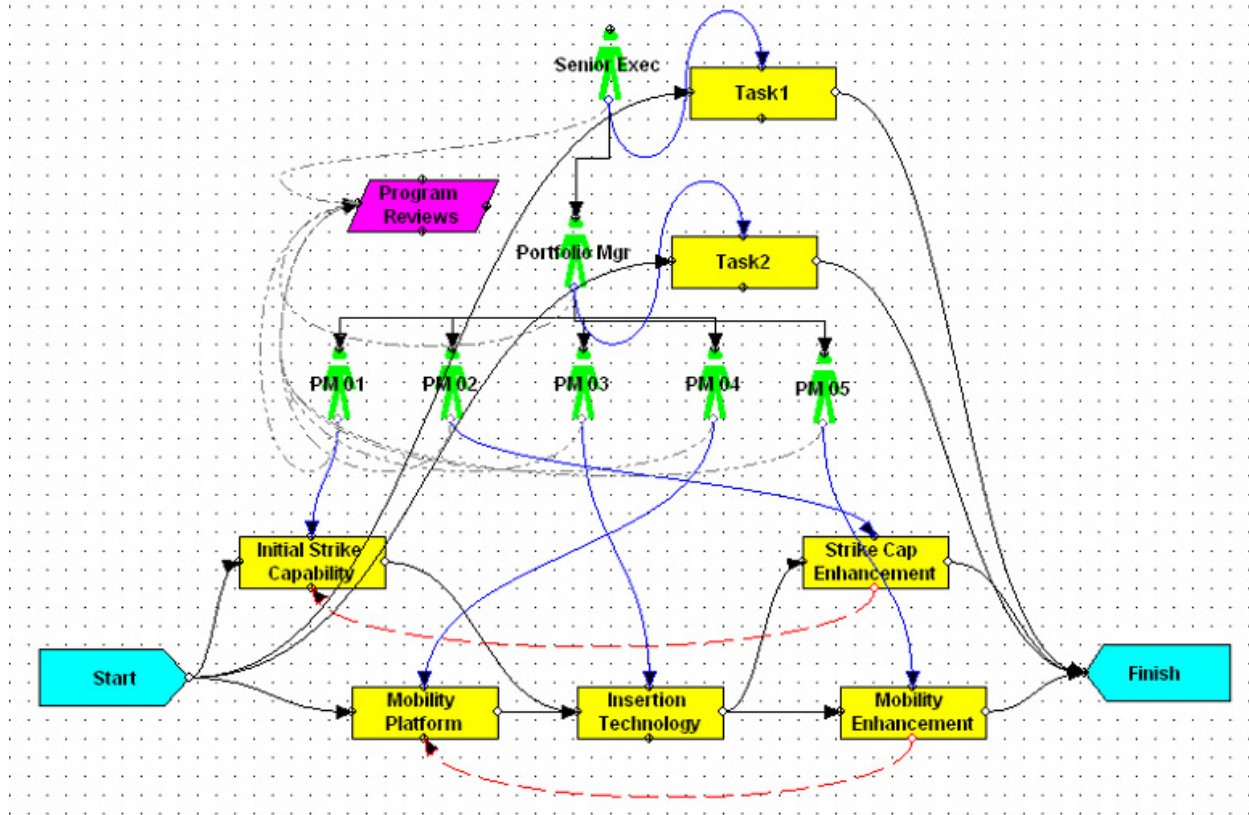 Senior Exec
Task1
Program
Reviews
Portfolio Mgr
Task2
PM 01
PM 02
PM 03
PM 04
PM 05
Initial Strike
Capability
Strike Cap
Enhancement
Start
Finish
Mobility
Platform
Insertion
Technology
Mobility
Enhancement